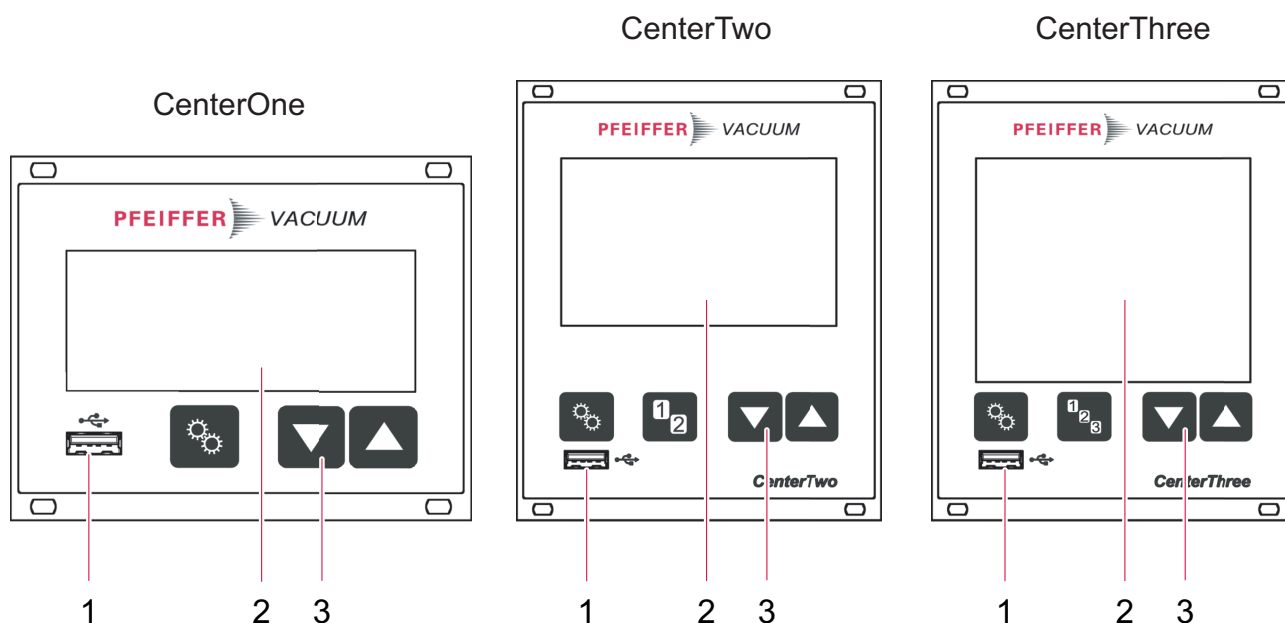 CenterOne
PFEIFFER VACUUM
1 2 3
CenterTwo
PFEIFFER VACUUM
1 2
CenterTwo
1 2 3
CenterThree
PFEIFFER VACUUM
1 2 3
CenterThree
1 2 3